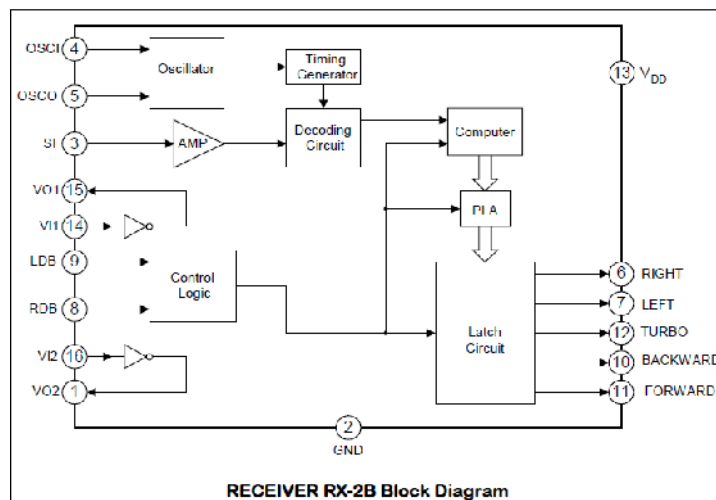 OSCI 4
Oscillator
Timing Generator
13 VDD
OSCO 5
SI 3
AMP
Decoding Circuit
Computer
VO1 15
PLA
VI1 14
LDB 9
Control Logic
6 RIGHT
7 LEFT
RDB 8
Latch Circuit
12 TURBO
VI2 16
10 BACKWARD
VO2 1
11 FORWARD
2
GND
RECEIVER RX-2B Block Diagram